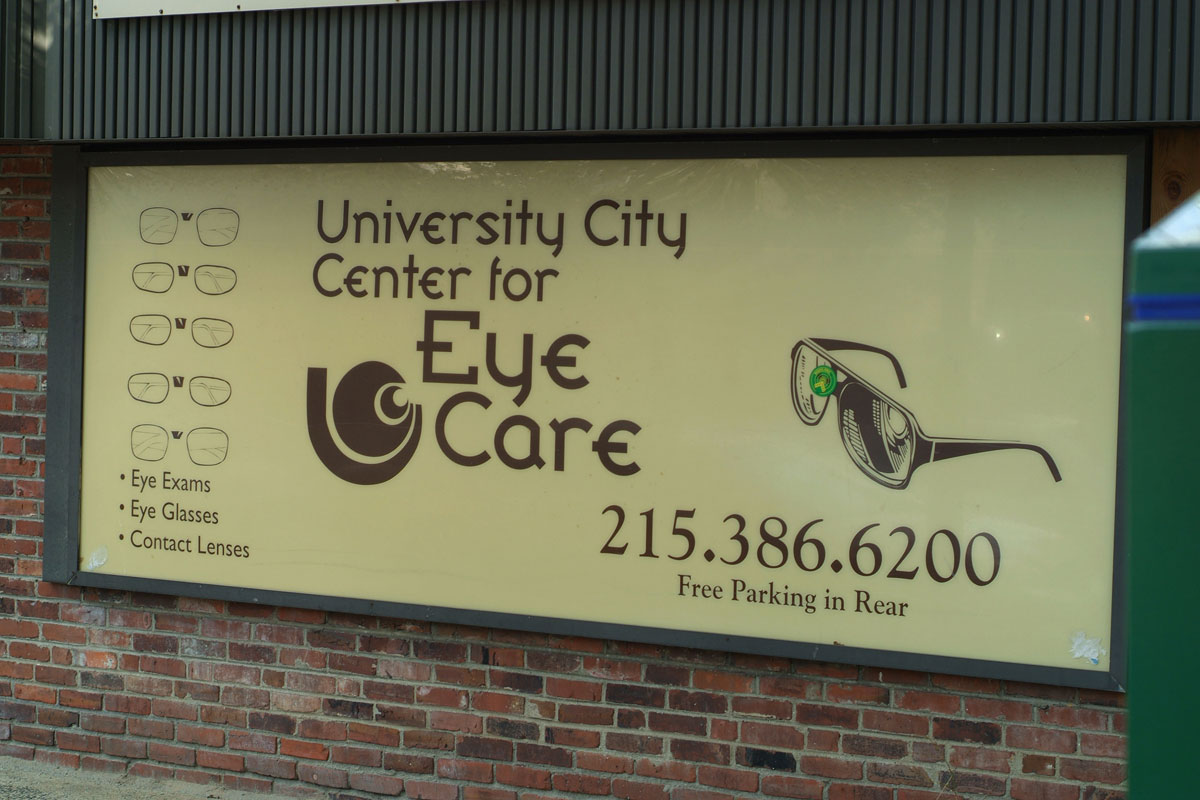 University City
Center for
Eye
Care
• Eye Exams
• Eye Glasses
• Contact Lenses
215.386.6200
Free Parking in Rear